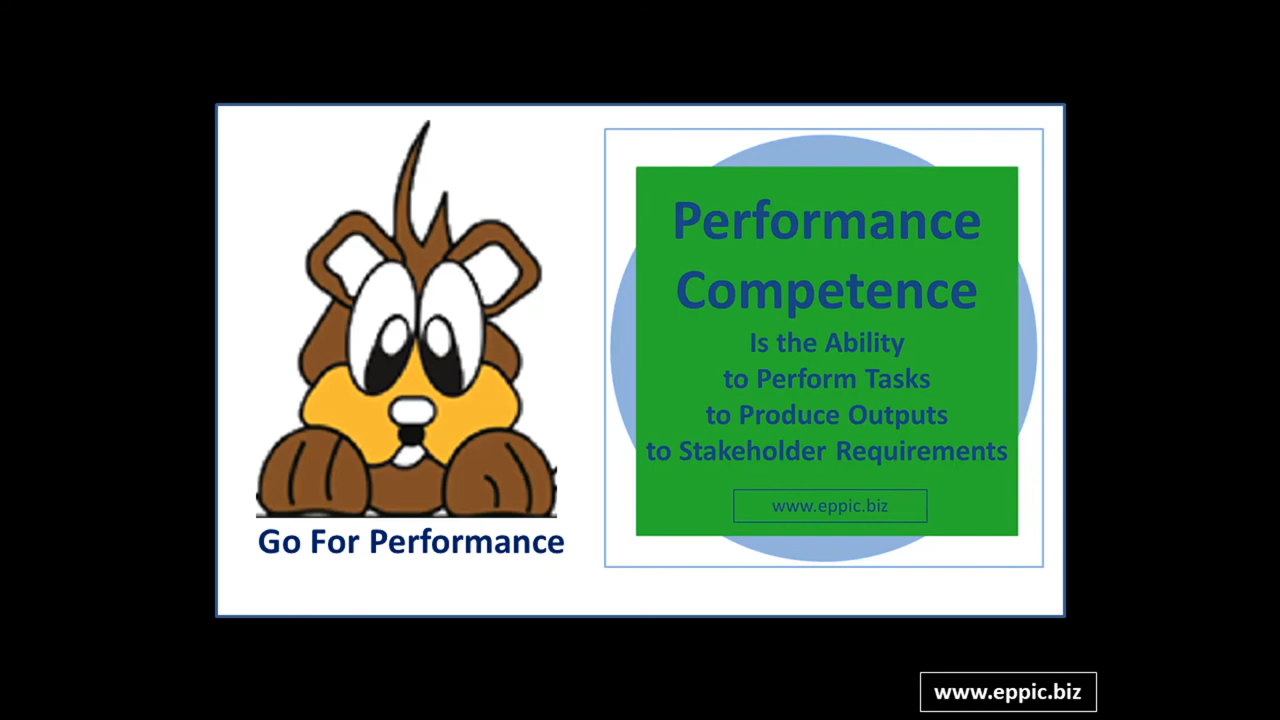 Go For Performance
Performance
Competence
Is the Ability
to Perform Tasks
to Produce Outputs
to Stakeholder Requirements
www.eppic.biz
www.eppic.biz